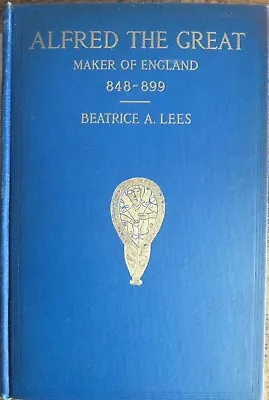 ALFRED THE GREAT
MAKER OF ENGLAND
848-899
BEATRICE A. LEES